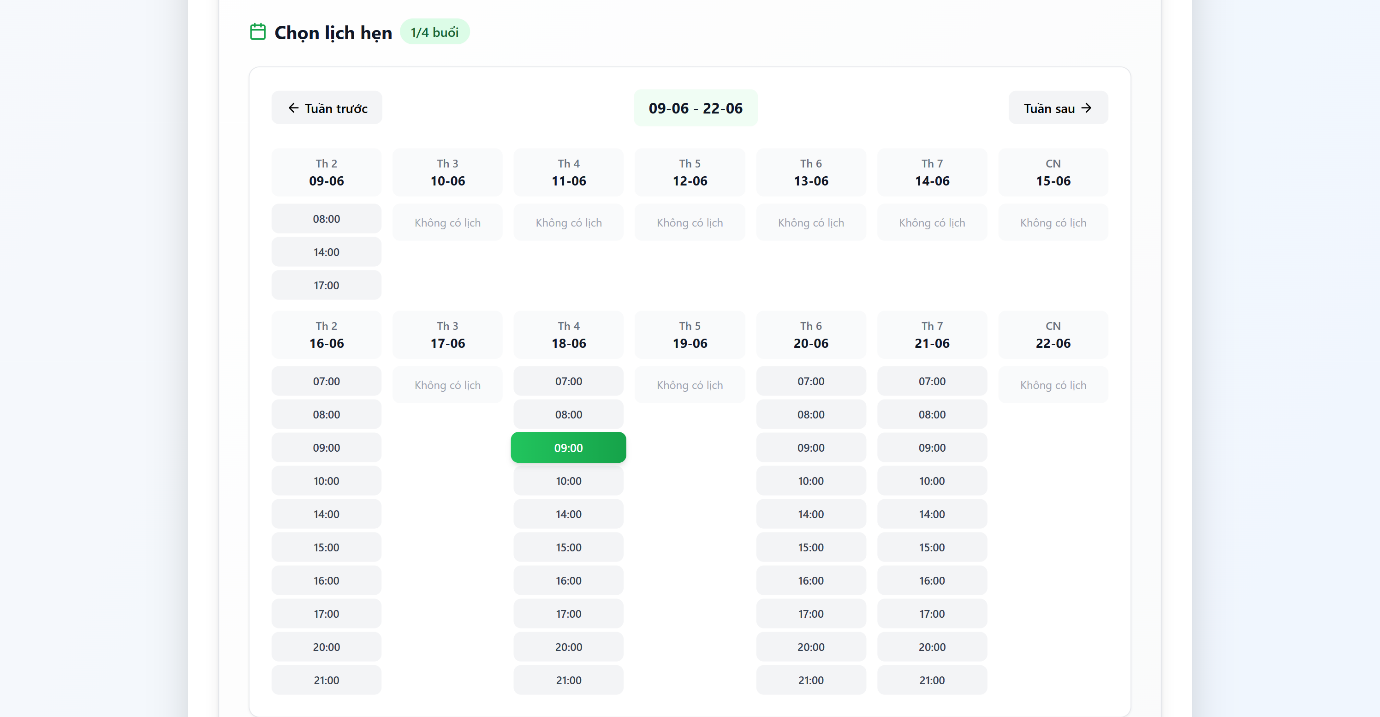 Chọn lịch hẹn 1/4 buổi
← Tuần trước 09-06 - 22-06 Tuần sau →
Th 2 Th 3 Th 4 Th 5 Th 6 Th 7 CN
09-06 10-06 11-06 12-06 13-06 14-06 15-06
08:00 Không có lịch Không có lịch Không có lịch Không có lịch Không có lịch Không có lịch
14:00
17:00
Th 2 Th 3 Th 4 Th 5 Th 6 Th 7 CN
16-06 17-06 18-06 19-06 20-06 21-06 22-06
07:00 Không có lịch 07:00 Không có lịch 07:00 07:00 Không có lịch
08:00 08:00 08:00 08:00
09:00 09:00 09:00 09:00
10:00 10:00 10:00 10:00
14:00 14:00 14:00 14:00
15:00 15:00 15:00 15:00
16:00 16:00 16:00 16:00
17:00 17:00 17:00 17:00
20:00 20:00 20:00 20:00
21:00 21:00 21:00 21:00